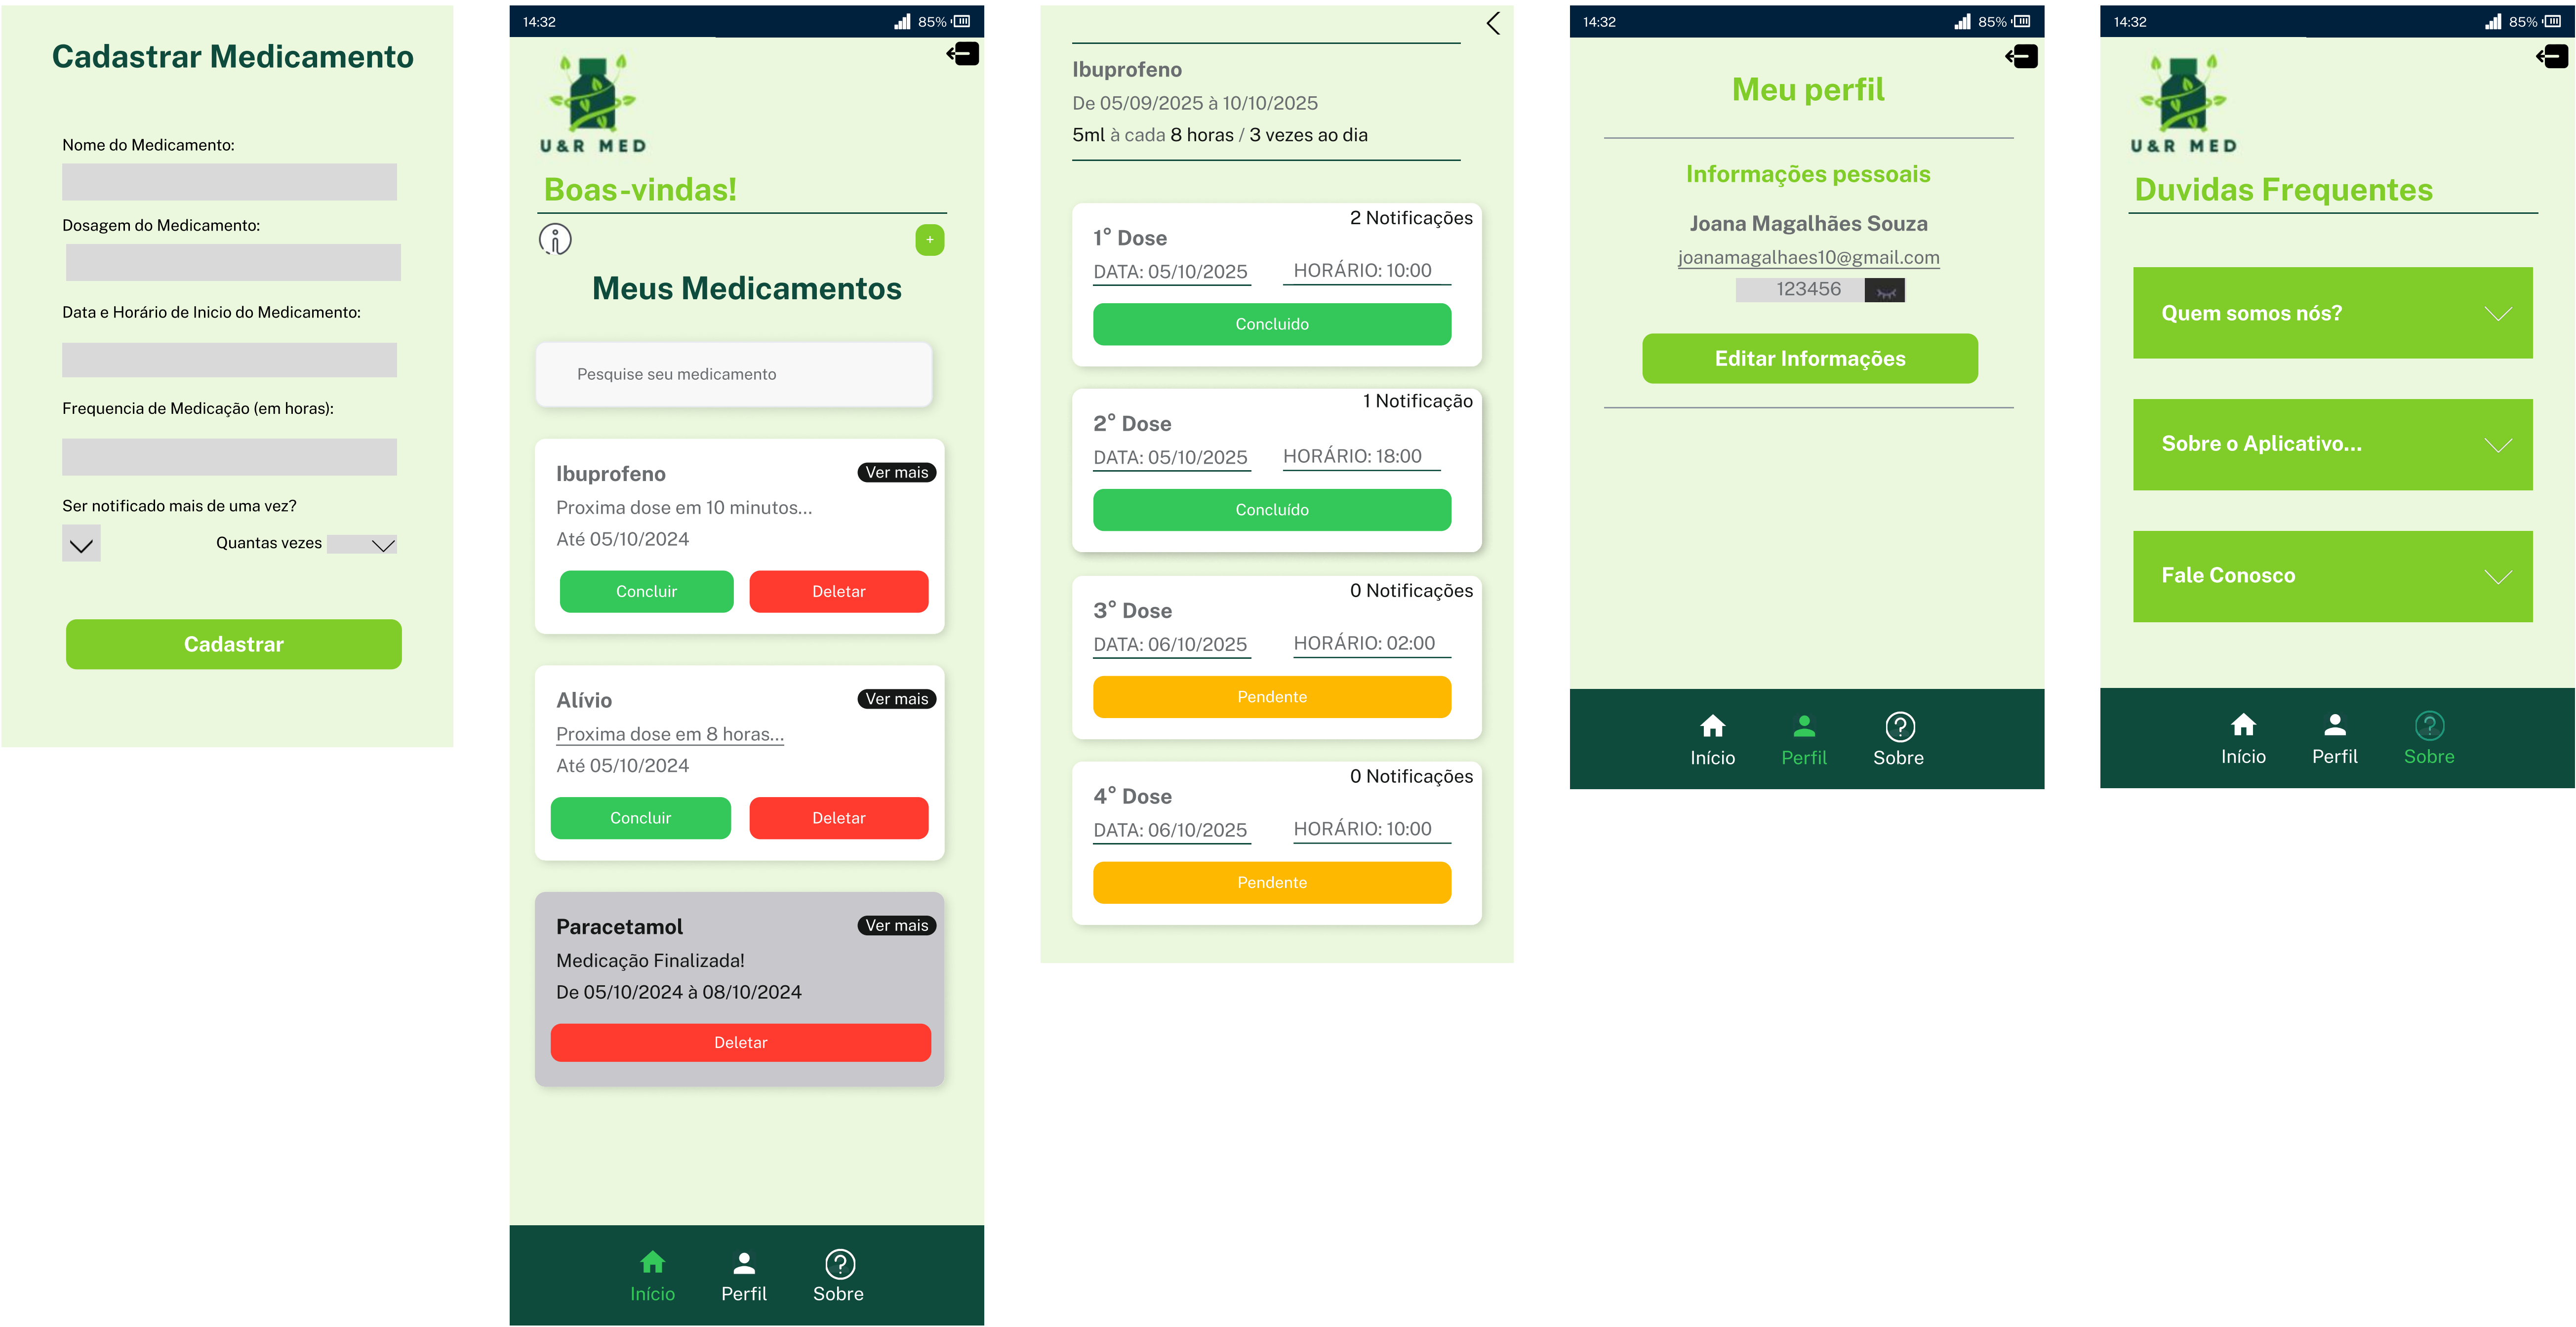 Cadastrar Medicamento
Nome do Medicamento:
Dosagem do Medicamento:
Data e Horário de Inicio do Medicamento:
Frequencia de Medicação (em horas):
Ser notificado mais de uma vez?
Quantas vezes
Cadastrar
14:32 85%
U&R MED
Boas-vindas!
+
Meus Medicamentos
Pesquise seu medicamento
Ibuprofeno Ver mais
Proxima dose em 10 minutos...
Até 05/10/2024
Concluir Deletar
Alívio Ver mais
Proxima dose em 8 horas...
Até 05/10/2024
Concluir Deletar
Paracetamol Ver mais
Medicação Finalizada!
De 05/10/2024 à 08/10/2024
Deletar
Início Perfil Sobre
Ibuprofeno
De 05/09/2025 à 10/10/2025
5ml à cada 8 horas / 3 vezes ao dia
2 Notificações
1° Dose
DATA: 05/10/2025 HORÁRIO: 10:00
Concluido
1 Notificação
2° Dose
DATA: 05/10/2025 HORÁRIO: 18:00
Concluído
0 Notificações
3° Dose
DATA: 06/10/2025 HORÁRIO: 02:00
Pendente
0 Notificações
4° Dose
DATA: 06/10/2025 HORÁRIO: 10:00
Pendente
14:32 85%
Meu perfil
Informações pessoais
Joana Magalhães Souza
joanamagalhaes10@gmail.com
123456
Editar Informações
Início Perfil Sobre
14:32 85%
U&R MED
Duvidas Frequentes
Quem somos nós?
Sobre o Aplicativo...
Fale Conosco
Início Perfil Sobre